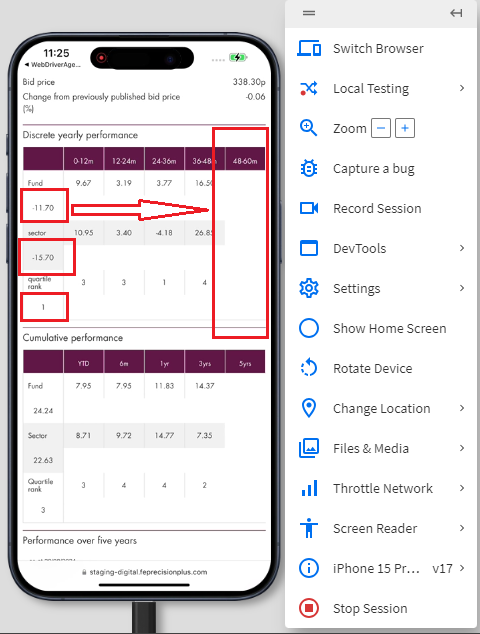 11:25
◀ WebDriverAge...
Bid price 338.30p
Change from previously published bid price (%) -0.06
Discrete yearly performance
0-12m 12-24m 24-36m 36-48m 48-60m
Fund 9.67 3.19 3.77 16.50
-11.70
sector 10.95 3.40 -4.18 26.85
-15.70
quartile rank 3 3 1 4
1
Cumulative performance
YTD 6m 1yr 3yrs 5yrs
Fund 7.95 7.95 11.83 14.37
24.24
Sector 8.71 9.72 14.77 7.35
22.63
Quartile rank 3 4 4 2
3
Performance over five years
staging-digital.feprecisionplus.com
Switch Browser
Local Testing
Zoom
Capture a bug
Record Session
DevTools
Settings
Show Home Screen
Rotate Device
Change Location
Files & Media
Throttle Network
Screen Reader
iPhone 15 Pr... v17
Stop Session